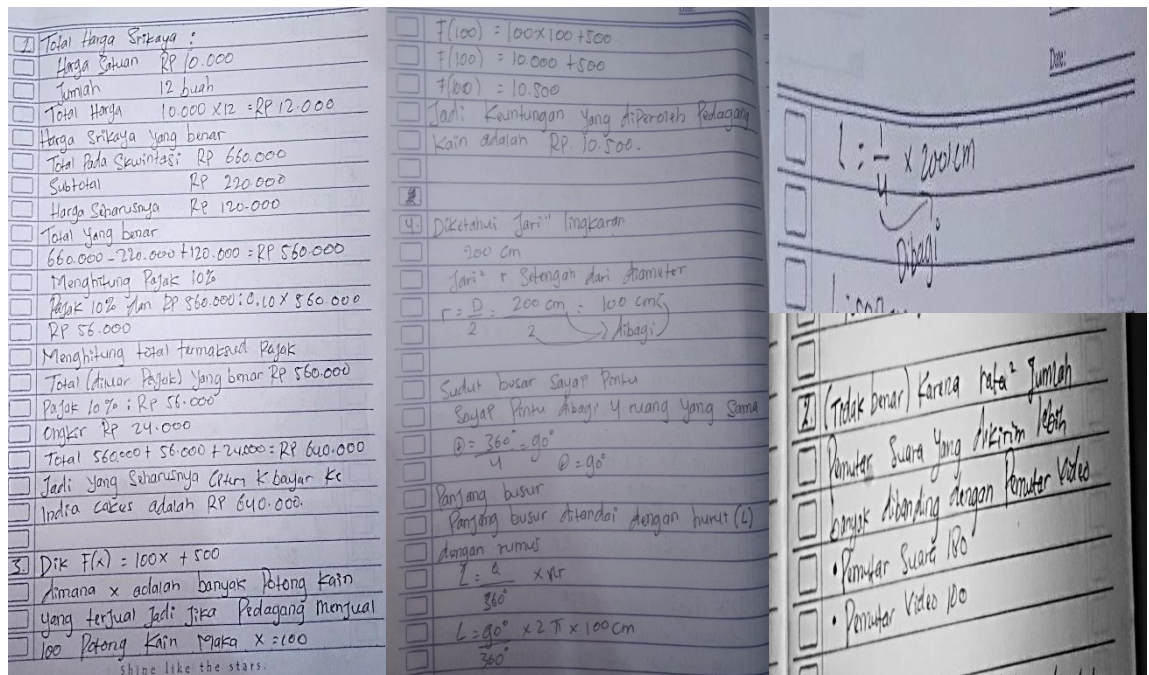 1. Total Harga Srikaya :
Harga Satuan RP 10.000
Jumlah 12 buah
Total Harga 10.000 X12 = RP 12.000
Harga Srikaya yang benar
Total Pada Skwintasi RP 660.000
Subtotal RP 220.000
Harga Seharusnya RP 120.000
Total Yang benar
660.000 - 220.000 + 120.000 = RP 560.000
Menghitung Pajak 10%
Pajak 10% dan RP 560.000 : 0,10 X 560.000
RP 56.000
Menghitung total termaksud Pajak
Total (diluar Pajak) Yang benar RP 560.000
Pajak 10% : RP 56.000
Ongkir RP 24.000
Total 560.000 + 56.000 + 24.000 = RP 640.000
Jadi Yang Seharusnya K bayar Ke
India cakes adalah RP 640.000.
3. Dik F(x) = 100x + 500
dimana x adalah banyak Potong Kain
yang terjual Jadi Jika Pedagang menjual
100 Potong Kain Maka x = 100
Shine like the stars.
F(100) = 100x100 +500
F(100) = 10.000 +500
F(100) = 10.500
Jadi Keuntungan yang diperoleh Pedagang
Kain adalah RP. 10.500.
4. Diketahui Jari" lingkaran
200 cm
Jari² r Setengah dari diameter
r = D/2 = 200 cm/2 = 100 cm
dibagi
Sudut busar Sayap Pintu
Sayap Pintu dibagi 4 ruang yang Sama
θ = 360°/4 = 90° θ = 90°
Panjang busur
Panjang busur ditandai dengan huruf (L)
dengan rumus
L = /360°
L = 90°/360° x 2 π x 100 cm
Date:
L = 1/4 x 200 cm
Dibagi
2. (Tidak benar) Karena rata² Jumlah
Pemutar Suara Yang dikirim lebih
banyak dibanding dengan Pemutar Video
• Pemutar Suara 180
• Pemutar Video 100